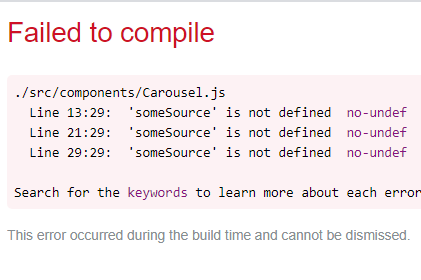 Failed to compile
./src/components/Carousel.js
Line 13:29:  'someSource' is not defined  no-undef
Line 21:29:  'someSource' is not defined  no-undef
Line 29:29:  'someSource' is not defined  no-undef
Search for the keywords to learn more about each error
This error occurred during the build time and cannot be dismissed.